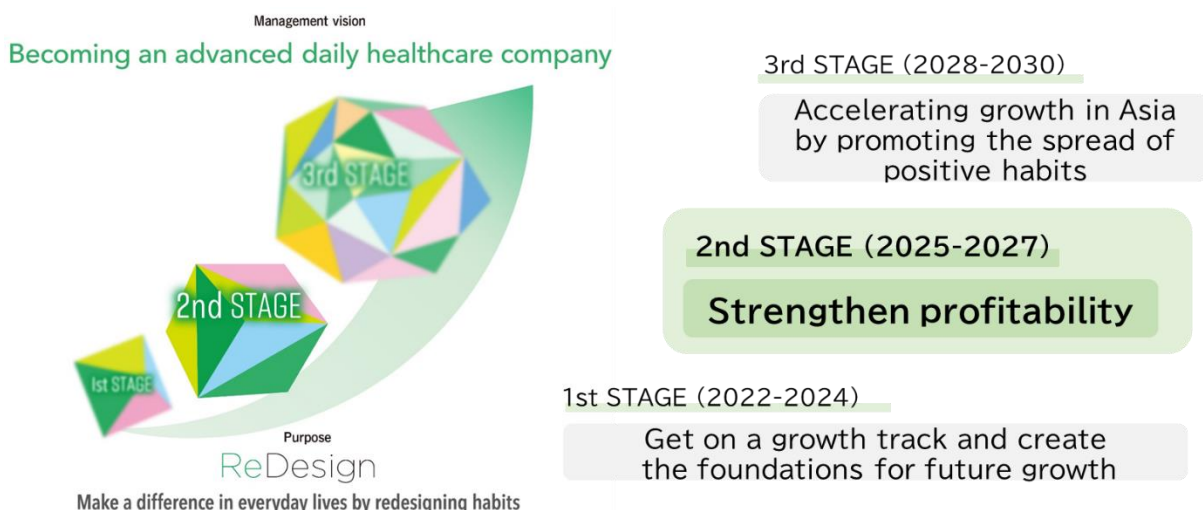 Management vision
Becoming an advanced daily healthcare company
3rd STAGE
2nd STAGE
1st STAGE
Purpose
ReDesign
Make a difference in everyday lives by redesigning habits
3rd STAGE (2028-2030)
Accelerating growth in Asia
by promoting the spread of
positive habits
2nd STAGE (2025-2027)
Strengthen profitability
1st STAGE (2022-2024)
Get on a growth track and create
the foundations for future growth